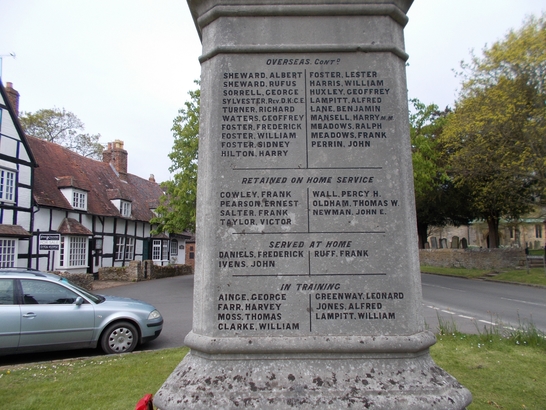 OVERSEAS. CONTD
SHEWARD, ALBERT
SHEWARD, RUFUS
SORRELL, GEORGE
SYLVESTER, REV. D.K.C.E
TURNER, RICHARD
WATERS, GEOFFREY
FOSTER, FREDERICK
FOSTER, WILLIAM
FOSTER, SIDNEY
HILTON, HARRY
FOSTER, LESTER
HARRIS, WILLIAM
HUXLEY, GEOFFREY
LAMPITT, ALFRED
LANE, BENJAMIN
MANSELL, HARRY M.M
MEADOWS, RALPH
MEADOWS, FRANK
PERRIN, JOHN
RETAINED ON HOME SERVICE
COWLEY, FRANK
PEARSON, ERNEST
SALTER, FRANK
TAYLOR, VICTOR
WALL, PERCY H.
OLDHAM, THOMAS W.
NEWMAN, JOHN E.
SERVED AT HOME
DANIELS, FREDERICK
IVENS, JOHN
RUFF, FRANK
IN TRAINING
AINGE, GEORGE
FARR, HARVEY
MOSS, THOMAS
CLARKE, WILLIAM
GREENWAY, LEONARD
JONES, ALFRED
LAMPITT, WILLIAM